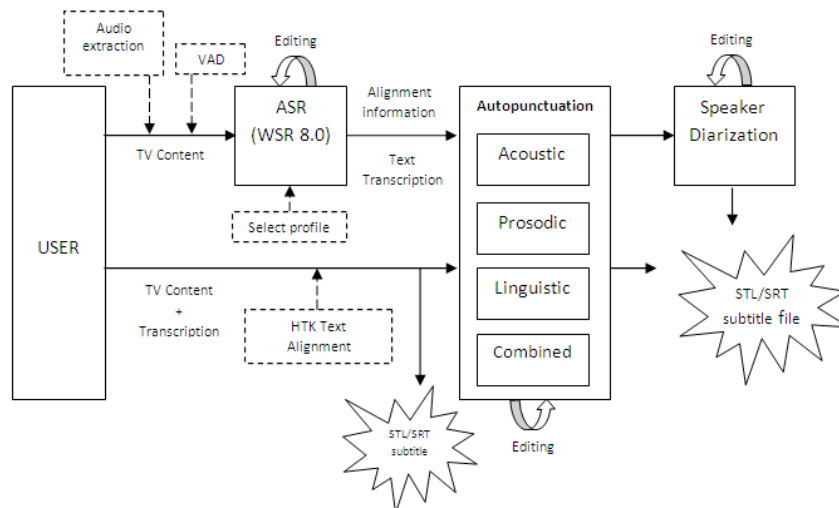 Audio
extraction
VAD
Editing
Editing
USER
TV Content
ASR
(WSR 8.0)
Select profile
Alignment
information
Text
Transcription
Autopunctuation
Acoustic
Prosodic
Linguistic
Combined
Speaker
Diarization
TV Content
+
Transcription
HTK Text
Alignment
STL/SRT
subtitle
STL/SRT
subtitle file
Editing